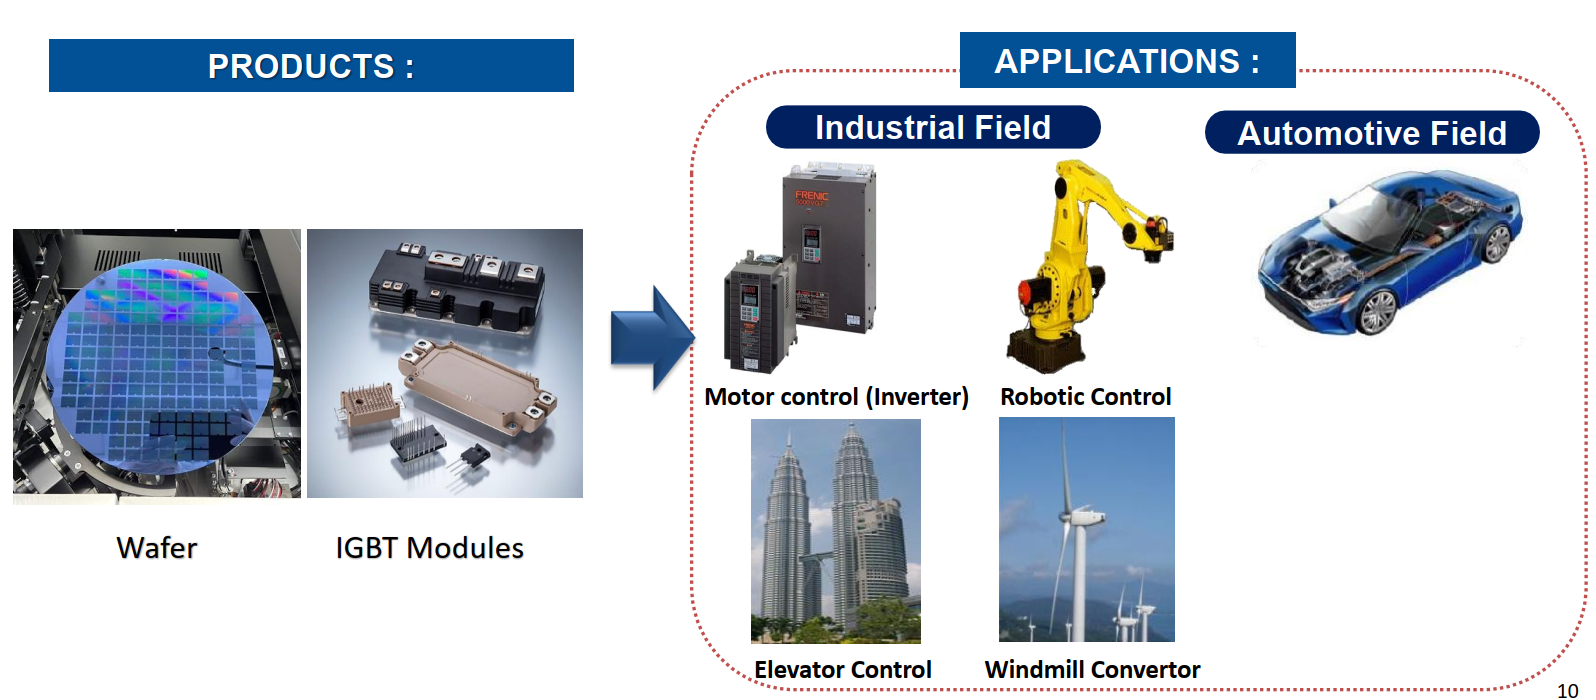 PRODUCTS :
Wafer
IGBT Modules
APPLICATIONS :
Industrial Field
Automotive Field
FRENIC
Motor control (Inverter)
Robotic Control
Elevator Control
Windmill Convertor
10